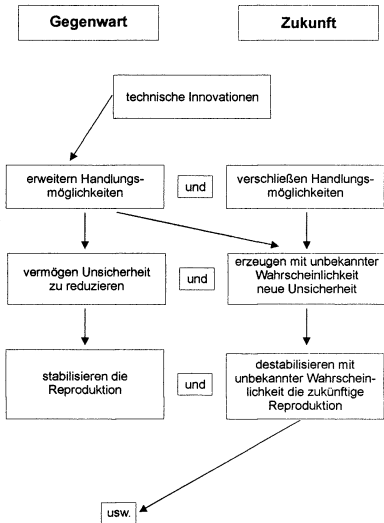 Gegenwart
Zukunft
technische Innovationen
erweitern Handlungs-
möglichkeiten
und
verschließen Handlungs-
möglichkeiten
vermögen Unsicherheit
zu reduzieren
und
erzeugen mit unbekannter
Wahrscheinlichkeit
neue Unsicherheit
stabilisieren die
Reproduktion
und
destabilisieren mit
unbekannter Wahrschein-
lichkeit die zukünftige
Reproduktion
usw.